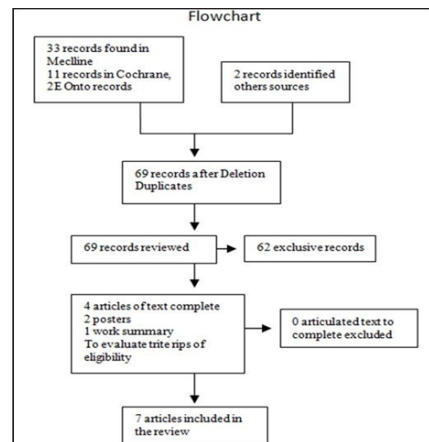 Flowchart
33 records found in
Meclline
11 records in Cochrane,
2E Onto records
2 records identified
others sources
69 records after Deletion
Duplicates
69 records reviewed
62 exclusive records
4 articles of text complete
2 posters
1 work summary
To evaluate trite rips of
eligibility
0 articulated text to
complete excluded
7 articles included in
the review